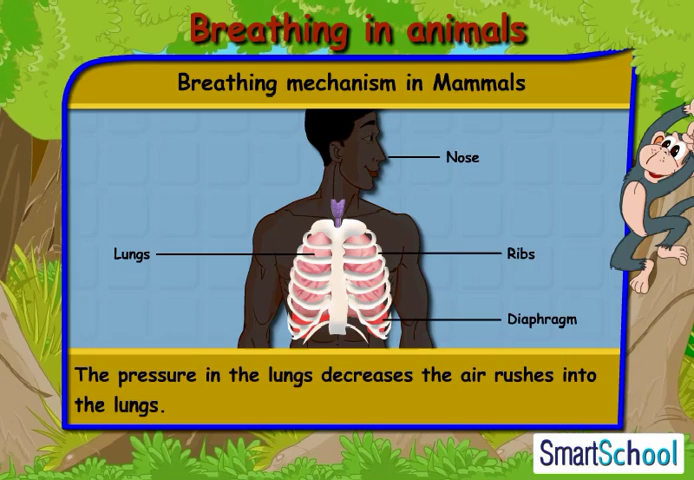 Breathing in animals
Breathing mechanism in Mammals
Nose
Lungs
Ribs
Diaphragm
The pressure in the lungs decreases the air rushes into
the lungs.
SmartSchool